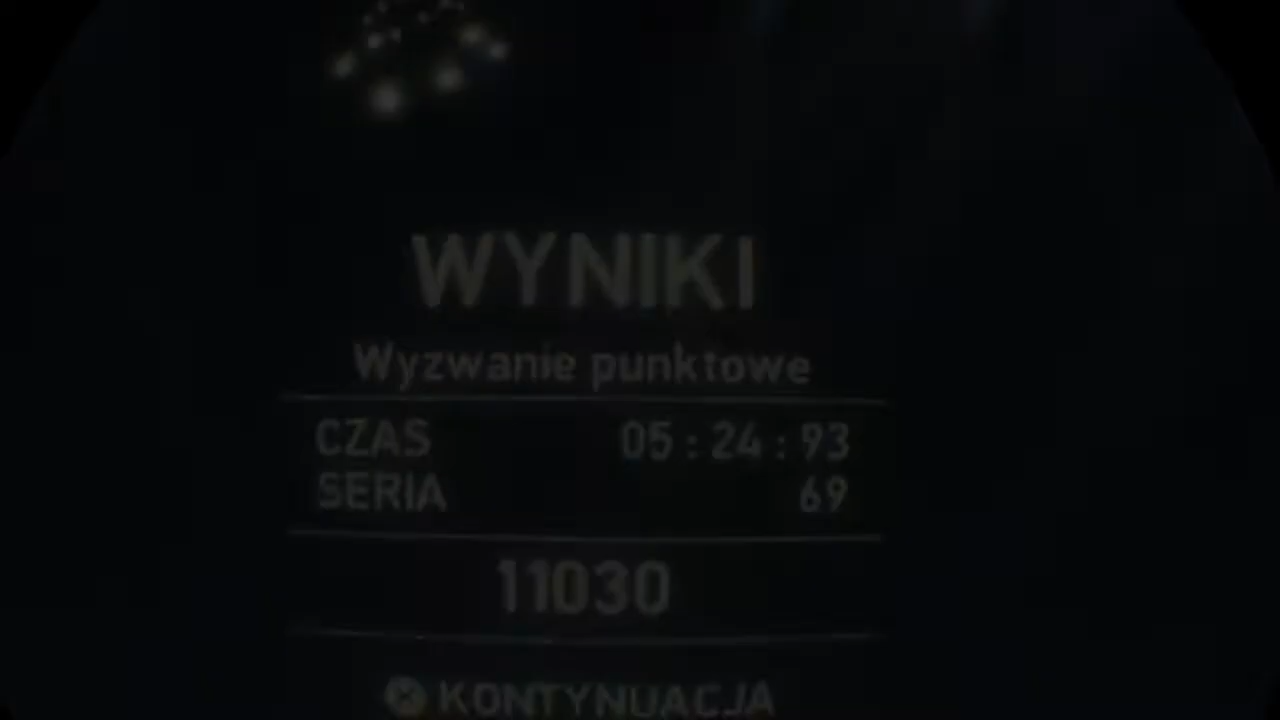 WYNIKI
Wyzwanie punktowe
CZAS 05 : 24 : 93
SERIA 69
11030
KONTYNUACJA